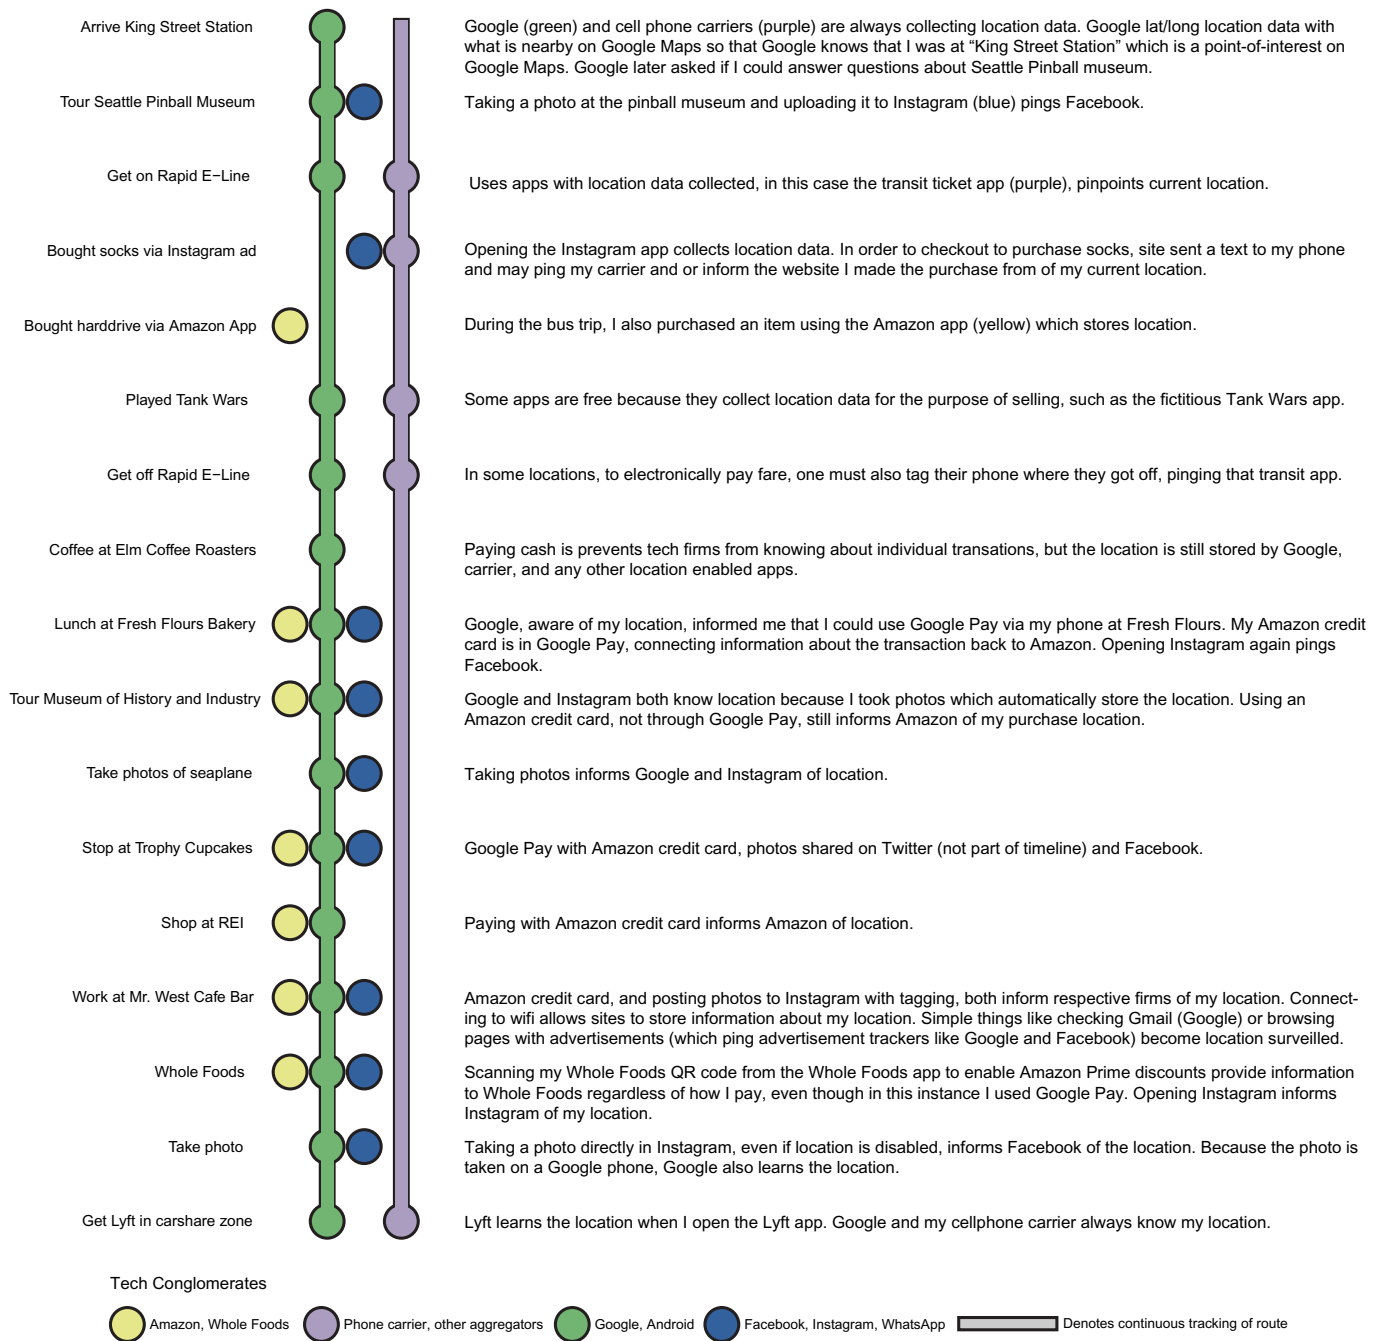 Arrive King Street Station
Google (green) and cell phone carriers (purple) are always collecting location data. Google lat/long location data with
what is nearby on Google Maps so that Google knows that I was at “King Street Station” which is a point-of-interest on
Google Maps. Google later asked if I could answer questions about Seattle Pinball museum.
Tour Seattle Pinball Museum
Taking a photo at the pinball museum and uploading it to Instagram (blue) pings Facebook.
Get on Rapid E−Line
Uses apps with location data collected, in this case the transit ticket app (purple), pinpoints current location.
Bought socks via Instagram ad
Opening the Instagram app collects location data. In order to checkout to purchase socks, site sent a text to my phone
and may ping my carrier and or inform the website I made the purchase from of my current location.
Bought harddrive via Amazon App
During the bus trip, I also purchased an item using the Amazon app (yellow) which stores location.
Played Tank Wars
Some apps are free because they collect location data for the purpose of selling, such as the fictitious Tank Wars app.
Get off Rapid E−Line
In some locations, to electronically pay fare, one must also tag their phone where they got off, pinging that transit app.
Coffee at Elm Coffee Roasters
Paying cash is prevents tech firms from knowing about individual transations, but the location is still stored by Google,
carrier, and any other location enabled apps.
Lunch at Fresh Flours Bakery
Google, aware of my location, informed me that I could use Google Pay via my phone at Fresh Flours. My Amazon credit
card is in Google Pay, connecting information about the transaction back to Amazon. Opening Instagram again pings
Facebook.
Tour Museum of History and Industry
Google and Instagram both know location because I took photos which automatically store the location. Using an
Amazon credit card, not through Google Pay, still informs Amazon of my purchase location.
Take photos of seaplane
Taking photos informs Google and Instagram of location.
Stop at Trophy Cupcakes
Google Pay with Amazon credit card, photos shared on Twitter (not part of timeline) and Facebook.
Shop at REI
Paying with Amazon credit card informs Amazon of location.
Work at Mr. West Cafe Bar
Amazon credit card, and posting photos to Instagram with tagging, both inform respective firms of my location. Connect-
ing to wifi allows sites to store information about my location. Simple things like checking Gmail (Google) or browsing
pages with advertisements (which ping advertisement trackers like Google and Facebook) become location surveilled.
Whole Foods
Scanning my Whole Foods QR code from the Whole Foods app to enable Amazon Prime discounts provide information
to Whole Foods regardless of how I pay, even though in this instance I used Google Pay. Opening Instagram informs
Instagram of my location.
Take photo
Taking a photo directly in Instagram, even if location is disabled, informs Facebook of the location. Because the photo is
taken on a Google phone, Google also learns the location.
Get Lyft in carshare zone
Lyft learns the location when I open the Lyft app. Google and my cellphone carrier always know my location.
Tech Conglomerates
Amazon, Whole Foods
Phone carrier, other aggregators
Google, Android
Facebook, Instagram, WhatsApp
Denotes continuous tracking of route